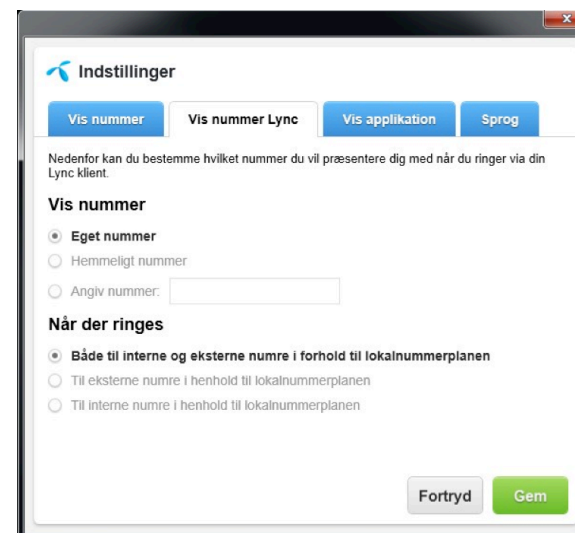 Indstillinger
Vis nummer
Vis nummer Lync
Vis applikation
Sprog
Nedenfor kan du bestemme hvilket nummer du vil præsentere dig med når du ringer via din
Lync klient.
Vis nummer
Eget nummer
Hemmeligt nummer
Angiv nummer:
Når der ringes
Både til interne og eksterne numre i forhold til lokalnummerplanen
Til eksterne numre i henhold til lokalnummerplanen
Til interne numre i henhold til lokalnummerplanen
Fortryd
Gem